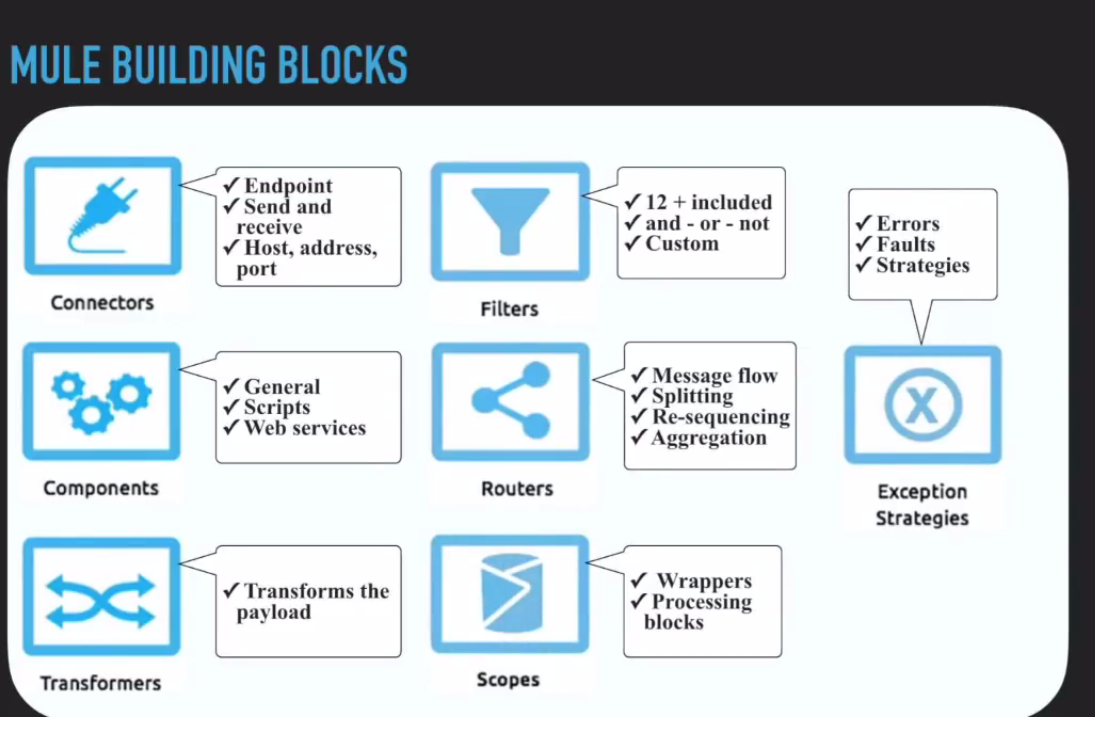 MULE BUILDING BLOCKS
✓ Endpoint
✓ Send and
receive
✓ Host, address,
port
Connectors
✓ 12 + included
✓ and - or - not
✓ Custom
Filters
✓ Errors
✓ Faults
✓ Strategies
Exception
Strategies
✓ General
✓ Scripts
✓ Web services
Components
✓ Message flow
✓ Splitting
✓ Re-sequencing
✓ Aggregation
Routers
✓ Transforms the
payload
Transformers
✓ Wrappers
✓ Processing
blocks
Scopes